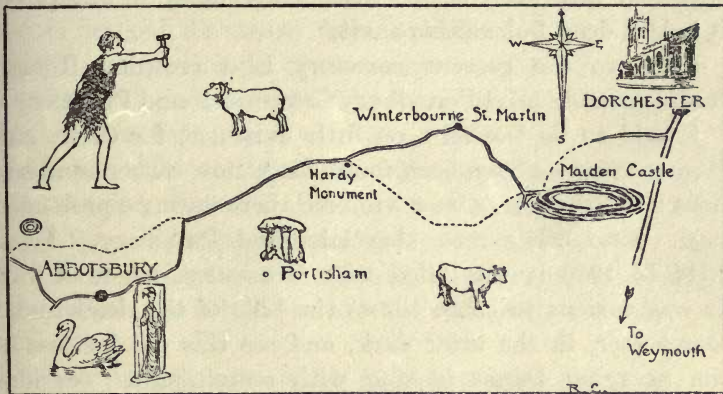 W E
S
DORCHESTER
Winterbourne St. Martin
Maiden Castle
Hardy
Monument
ABBOTSBURY
Portisham
To
Weymouth
R.C.